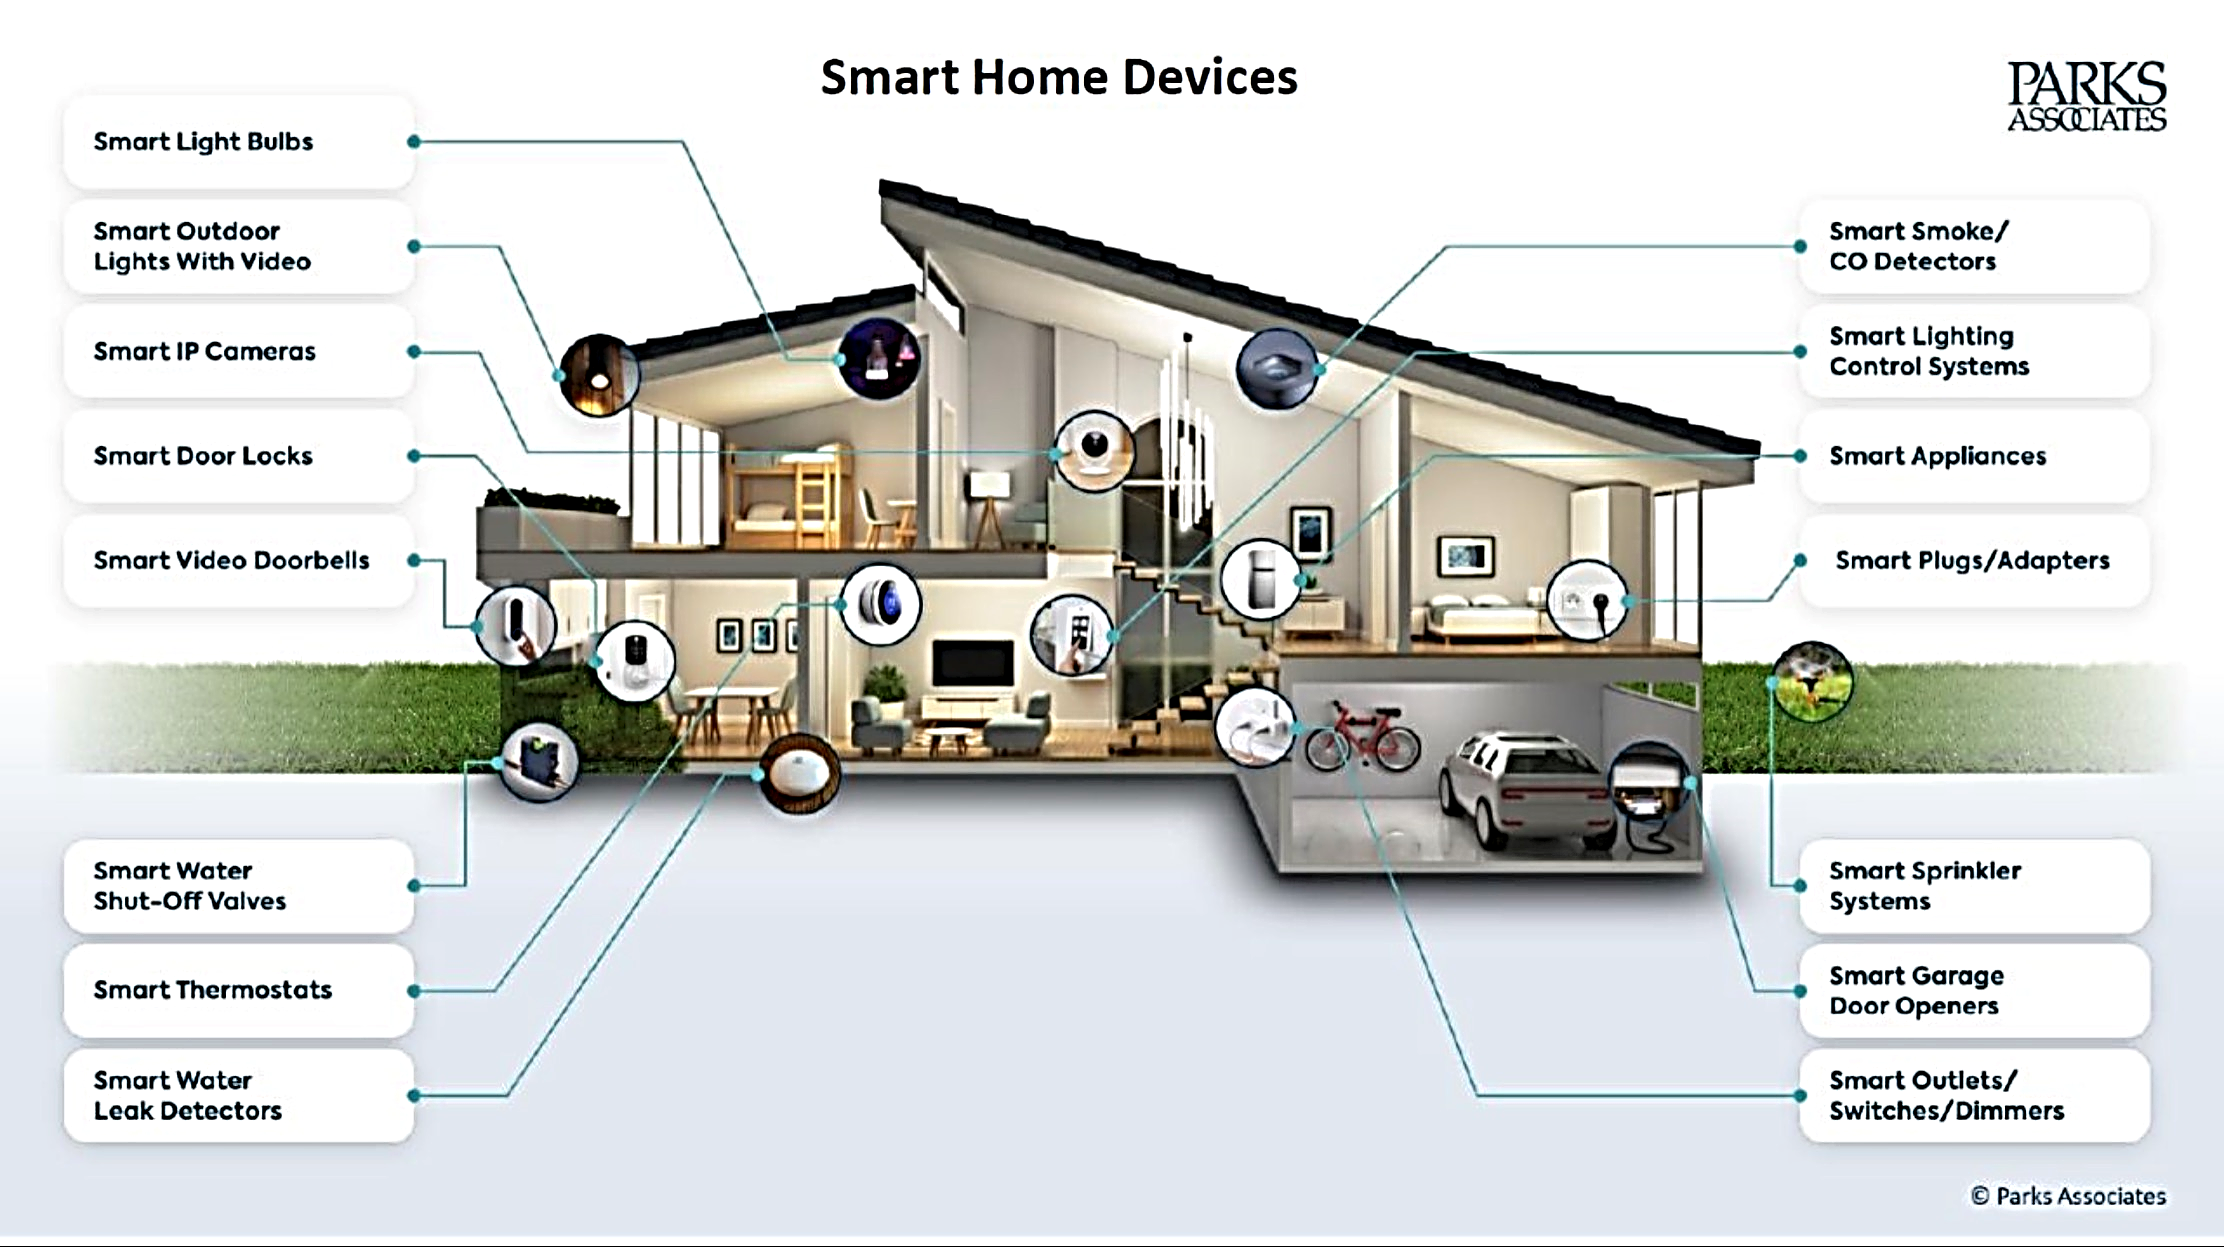 Smart Home Devices
PARKS
ASSOCIATES
Smart Light Bulbs
Smart Outdoor
Lights With Video
Smart IP Cameras
Smart Door Locks
Smart Video Doorbells
Smart Water
Shut-Off Valves
Smart Thermostats
Smart Water
Leak Detectors
Smart Smoke/
CO Detectors
Smart Lighting
Control Systems
Smart Appliances
Smart Plugs/Adapters
Smart Sprinkler
Systems
Smart Garage
Door Openers
Smart Outlets/
Switches/Dimmers
© Parks Associates